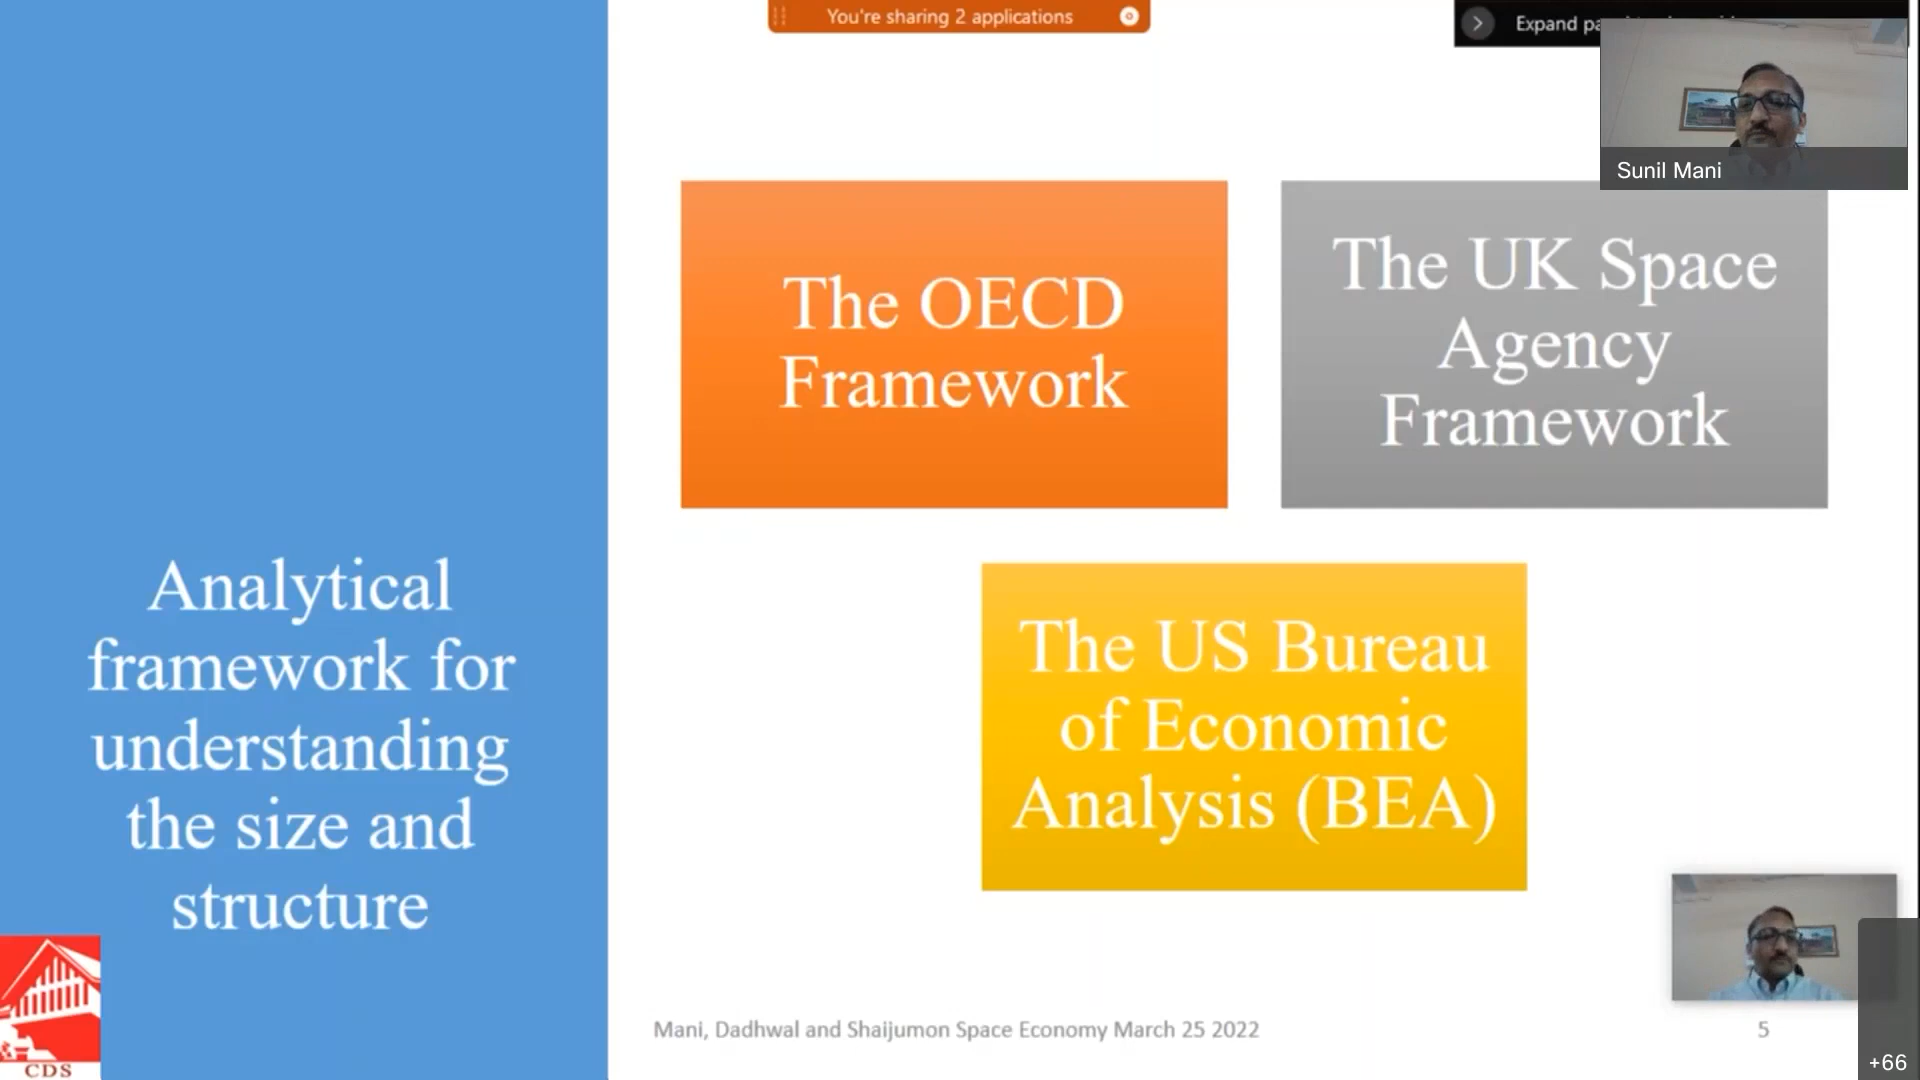 You're sharing 2 applications
Expand pa
Sunil Mani
The OECD
Framework
The UK Space
Agency
Framework
The US Bureau
of Economic
Analysis (BEA)
Analytical
framework for
understanding
the size and
structure
CDS
Mani, Dadhwal and Shaijumon Space Economy March 25 2022
5
+66